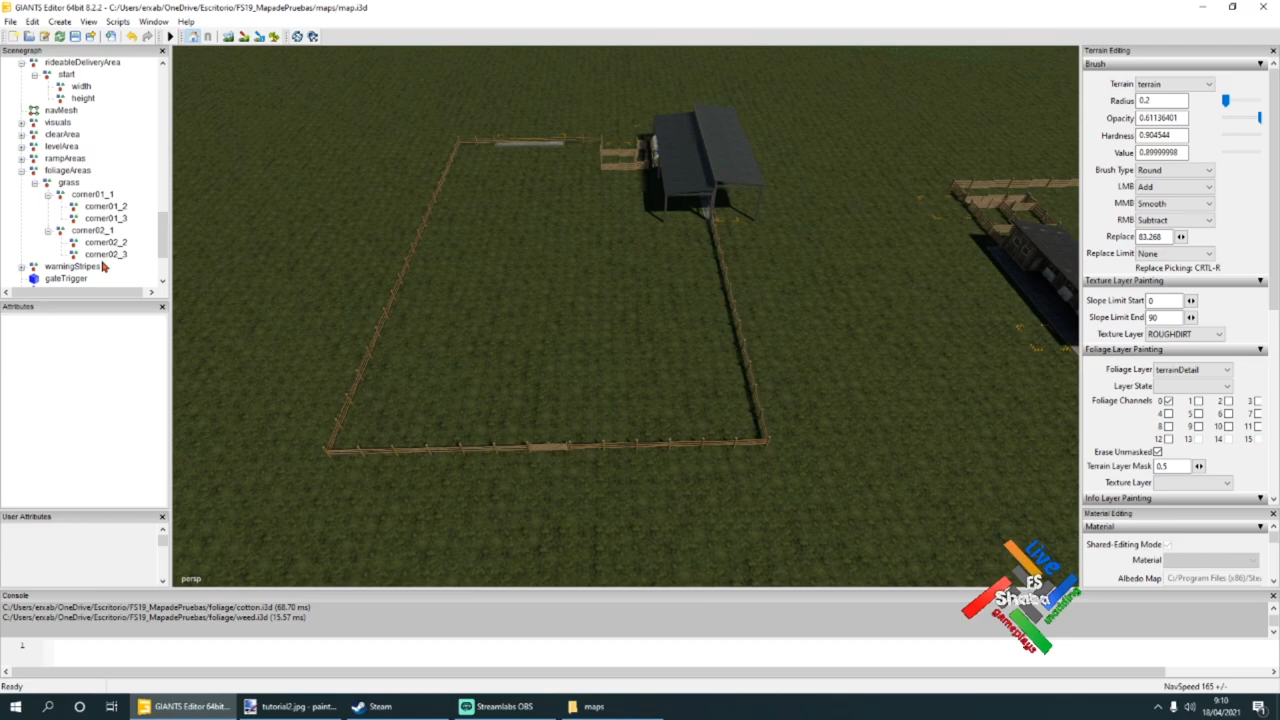 GIANTS Editor 64bit 8.2.2 - C:/Users/erxab/OneDrive/Escritorio/FS19_MapadePruebas/maps/map.i3d
File Edit Create View Scripts Window Help
Scenegraph
rideableDeliveryArea
start
width
height
navMesh
visuals
clearArea
levelArea
rampAreas
foliageAreas
grass
corner01_1
corner01_2
corner01_3
corner02_1
corner02_2
corner02_3
warningStripes
gateTrigger
Attributes
User Attributes
persp
Terrain Editing
Brush
Terrain terrain
Radius 0.2
Opacity 0.61136401
Hardness 0.904544
Value 0.89999998
Brush Type Round
LMB Add
MMB Smooth
RMB Subtract
Replace 83.268
Replace Limit None
Replace Picking: CRTL-R
Texture Layer Painting
Slope Limit Start 0
Slope Limit End 90
Texture Layer ROUGHDIRT
Foliage Layer Painting
Foliage Layer terrainDetail
Layer State
Foliage Channels 0 1 2 3
4 5 6 7
8 9 10 11
12 13 14 15
Erase Unmasked
Terrain Layer Mask 0.5
Texture Layer
Info Layer Painting
Material Editing
Material
Shared-Editing Mode
Material
Albedo Map C:/Program Files (x86)/Ste
Live
ES
Shaba
gameplays
modding
Console
C:/Users/erxab/OneDrive/Escritorio/FS19_MapadePruebas/foliage/cotton.i3d (68.70 ms)
C:/Users/erxab/OneDrive/Escritorio/FS19_MapadePruebas/foliage/weed.i3d (15.57 ms)
1
Ready
NavSpeed 165 +/-
GIANTS Editor 64bit...
tutorial2.jpg - paint...
Steam
Streamlabs OBS
maps
9:10
18/04/2021